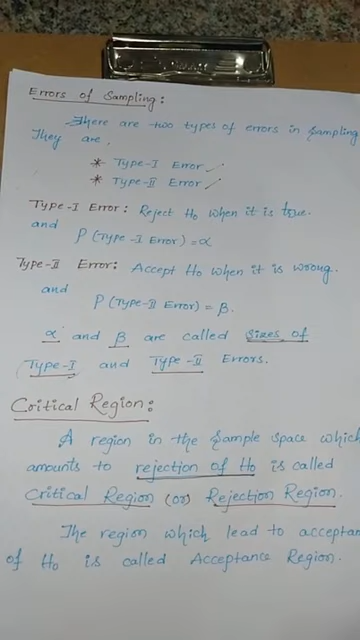 Errors of Sampling:
There are two types of errors in Sampling
They are,
* Type-I Error ✓
* Type-II Error ✓
Type-I Error: Reject H₀ when it is true.
and
P(Type-I Error) = α
Type-II Error: Accept H₀ when it is wrong.
and
P(Type-II Error) = β.
α and β are called Sizes of
Type-I and Type-II Errors.
Critical Region:
A region in the Sample space which
amounts to rejection of H₀ is called
Critical Region (or) Rejection Region.
The region which lead to acceptan
of H₀ is called Acceptance Region.